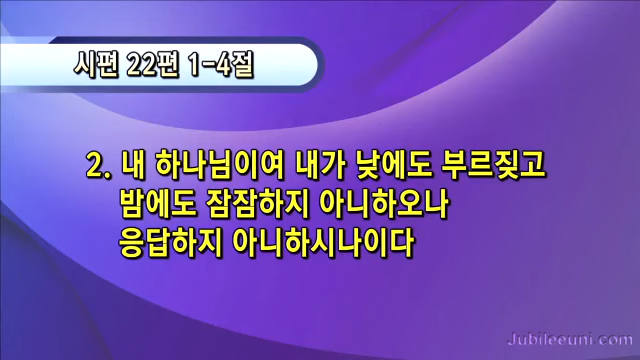 시편 22편 1-4절
2. 내 하나님이여 내가 낮에도 부르짖고
밤에도 잠잠하지 아니하오나
응답하지 아니하시나이다
Jubileeuni.com